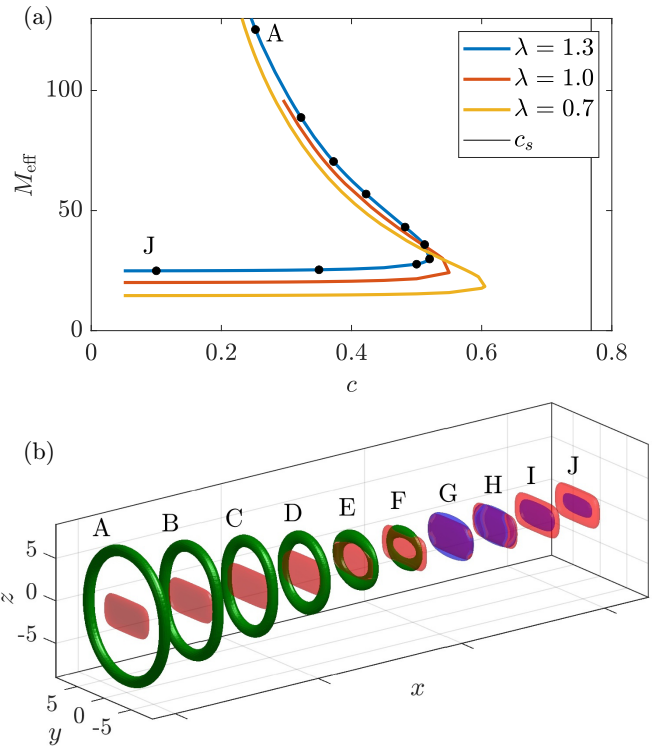 (a)
M_eff
100
50
0
A
J
λ = 1.3
λ = 1.0
λ = 0.7
c_s
0 0.2 0.4 0.6 0.8
c
(b)
A B C D E F G H I J
z
5
0
-5
5
0
-5
y
x